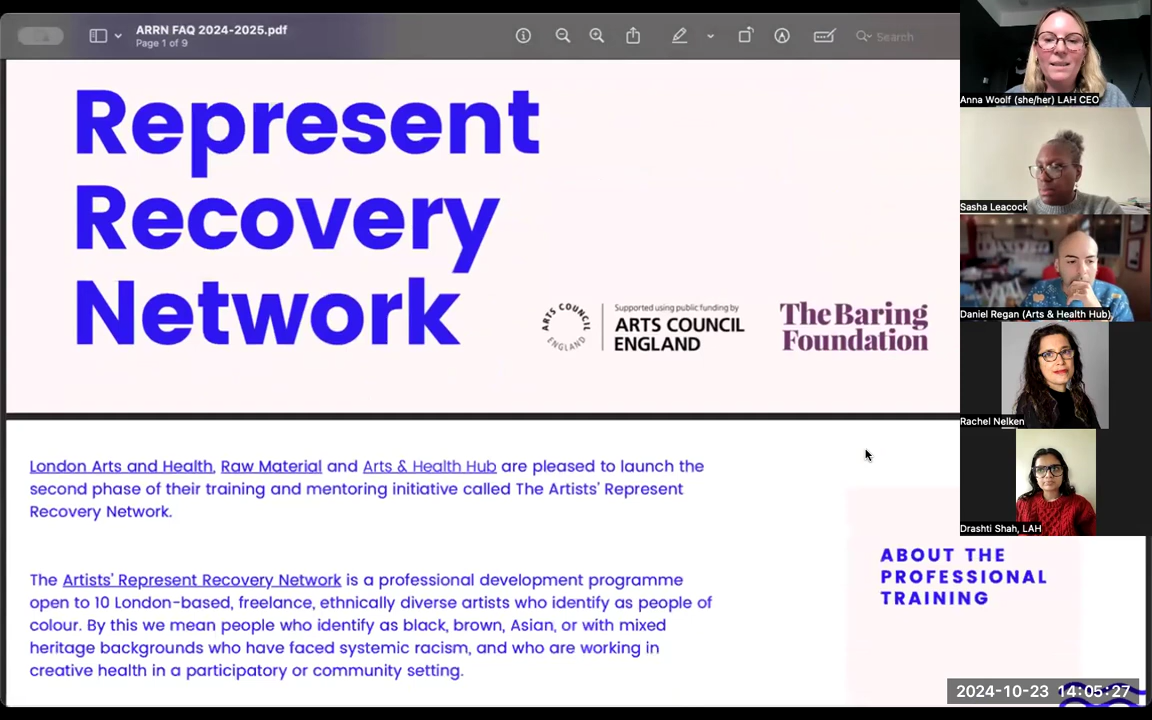 ARRN FAQ 2024-2025.pdf
Page 1 of 9
Search
Represent
Recovery
Network
ARTS COUNCIL
ENGLAND
Supported using public funding by
ARTS COUNCIL
ENGLAND
The Baring
Foundation
London Arts and Health, Raw Material and Arts & Health Hub are pleased to launch the
second phase of their training and mentoring initiative called The Artists' Represent
Recovery Network.
The Artists' Represent Recovery Network is a professional development programme
open to 10 London-based, freelance, ethnically diverse artists who identify as people of
colour. By this we mean people who identify as black, brown, Asian, or with mixed
heritage backgrounds who have faced systemic racism, and who are working in
creative health in a participatory or community setting.
ABOUT THE
PROFESSIONAL
TRAINING
Anna Woolf (she/her) LAH CEO
Sasha Leacock
Daniel Regan (Arts & Health Hub)
Rachel Nelken
Drashti Shah, LAH
2024-10-23 14:05:27